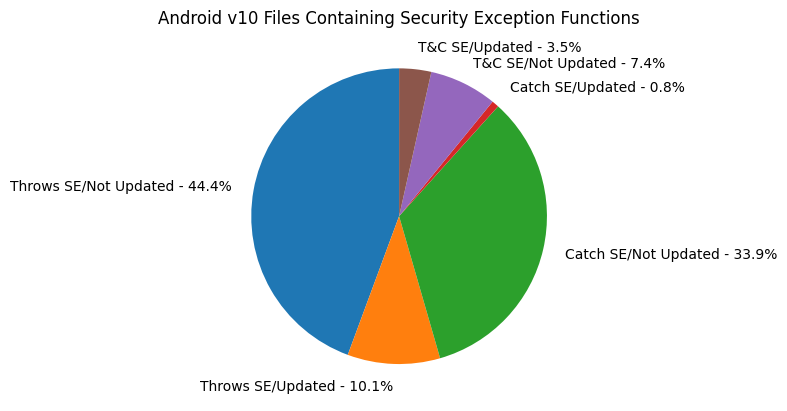 Android v10 Files Containing Security Exception Functions
T&C SE/Updated - 3.5%
T&C SE/Not Updated - 7.4%
Catch SE/Updated - 0.8%
Throws SE/Not Updated - 44.4%
Catch SE/Not Updated - 33.9%
Throws SE/Updated - 10.1%